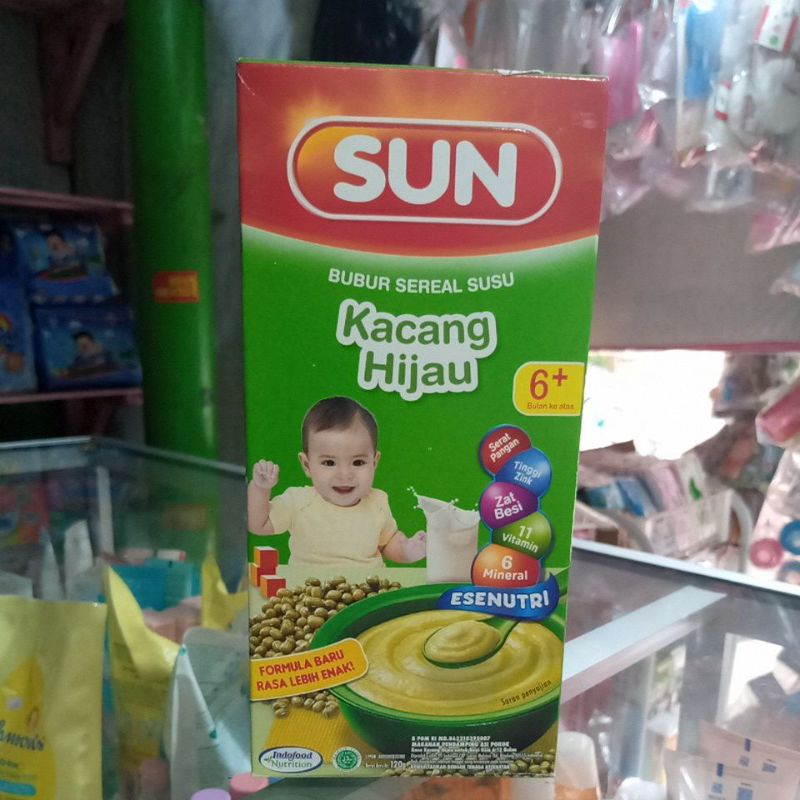 SUN
BUBUR SEREAL SUSU
Kacang
Hijau
6+
Bulan ke atas
Serat
Pangan
Tinggi
Zink
Zat
Besi
11
Vitamin
6
Mineral
ESENUTRI
FORMULA BARU
RASA LEBIH ENAK!
Saran penyajian
Indofood
Nutrition
MAKANAN PENDAMPING ASI
120g